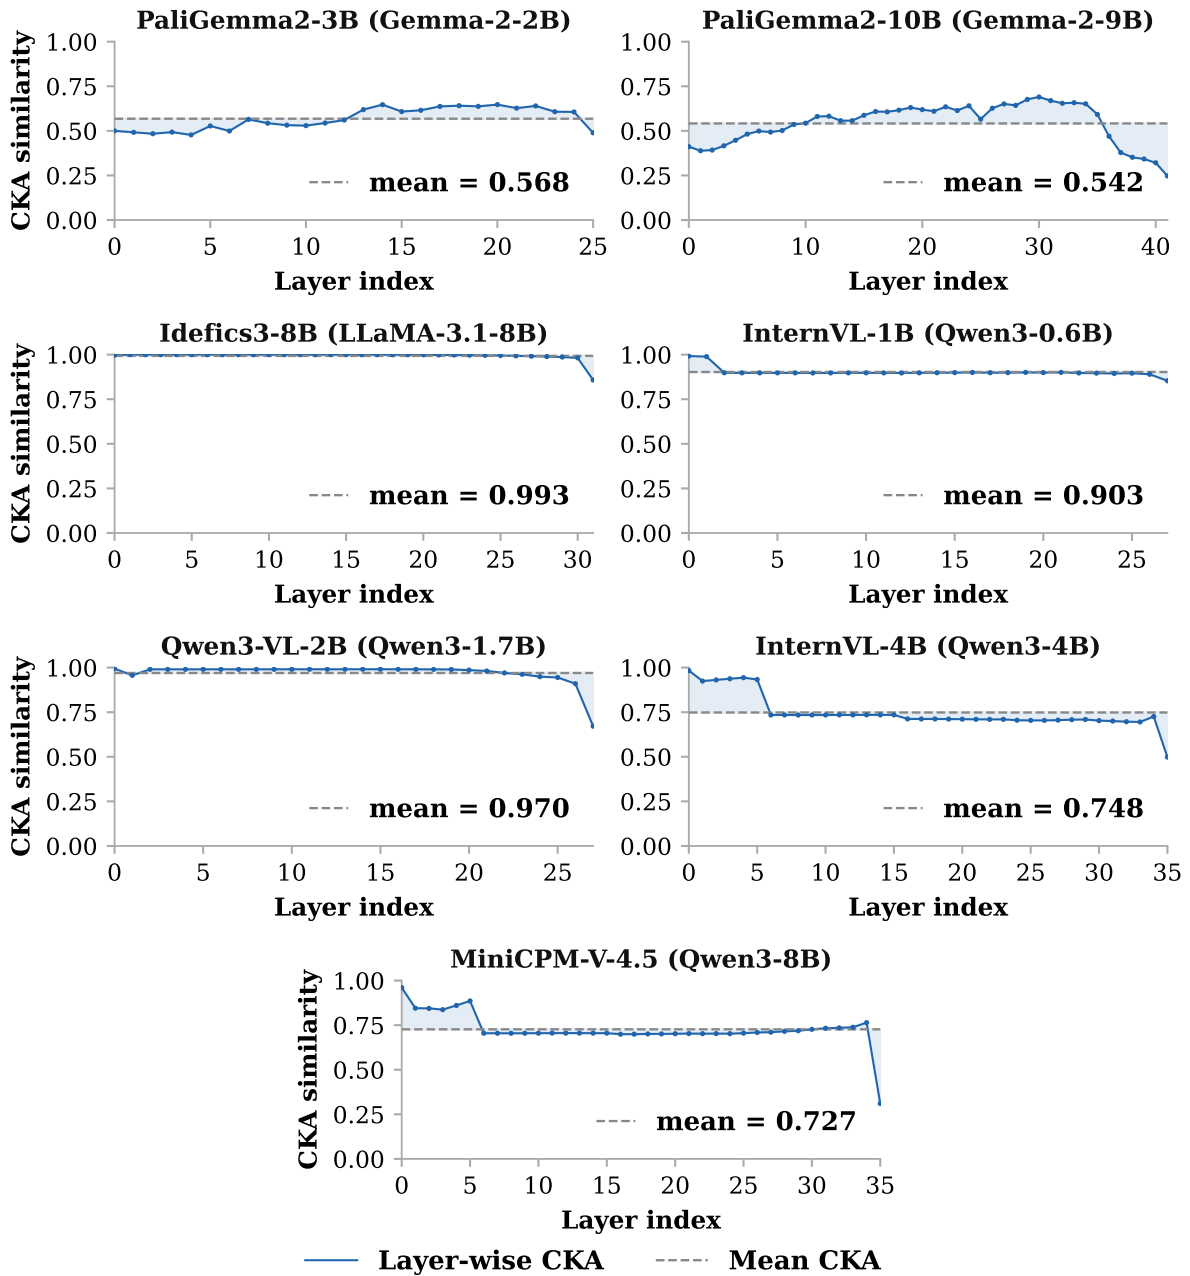 PaliGemma2-3B (Gemma-2-2B)
CKA similarity
1.00
0.75
0.50
0.25
0.00
mean = 0.568
0 5 10 15 20 25
Layer index
PaliGemma2-10B (Gemma-2-9B)
1.00
0.75
0.50
0.25
0.00
mean = 0.542
0 10 20 30 40
Layer index
Idefics3-8B (LLaMA-3.1-8B)
CKA similarity
1.00
0.75
0.50
0.25
0.00
mean = 0.993
0 5 10 15 20 25 30
Layer index
InternVL-1B (Qwen3-0.6B)
1.00
0.75
0.50
0.25
0.00
mean = 0.903
0 5 10 15 20 25
Layer index
Qwen3-VL-2B (Qwen3-1.7B)
CKA similarity
1.00
0.75
0.50
0.25
0.00
mean = 0.970
0 5 10 15 20 25
Layer index
InternVL-4B (Qwen3-4B)
1.00
0.75
0.50
0.25
0.00
mean = 0.748
0 5 10 15 20 25 30 35
Layer index
MiniCPM-V-4.5 (Qwen3-8B)
CKA similarity
1.00
0.75
0.50
0.25
0.00
mean = 0.727
0 5 10 15 20 25 30 35
Layer index
Layer-wise CKA Mean CKA